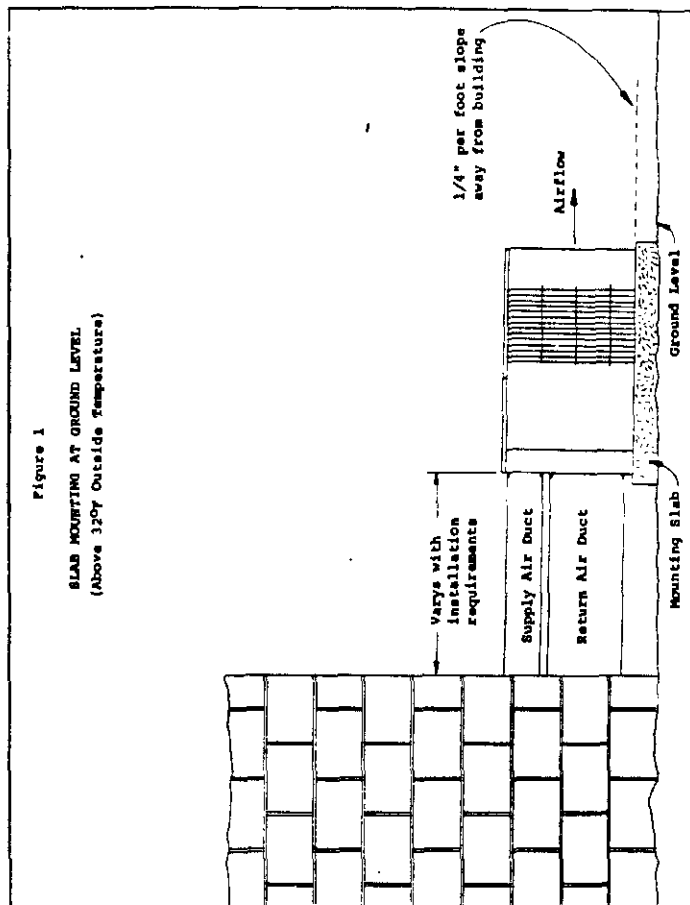 Figure 1
SLAB MOUNTING AT GROUND LEVEL
(Above 32°F Outside Temperature)
1/4" per foot slope
away from building
Airflow
Varys with
installation
requirements
Supply Air Duct
Return Air Duct
Mounting Slab
Ground Level